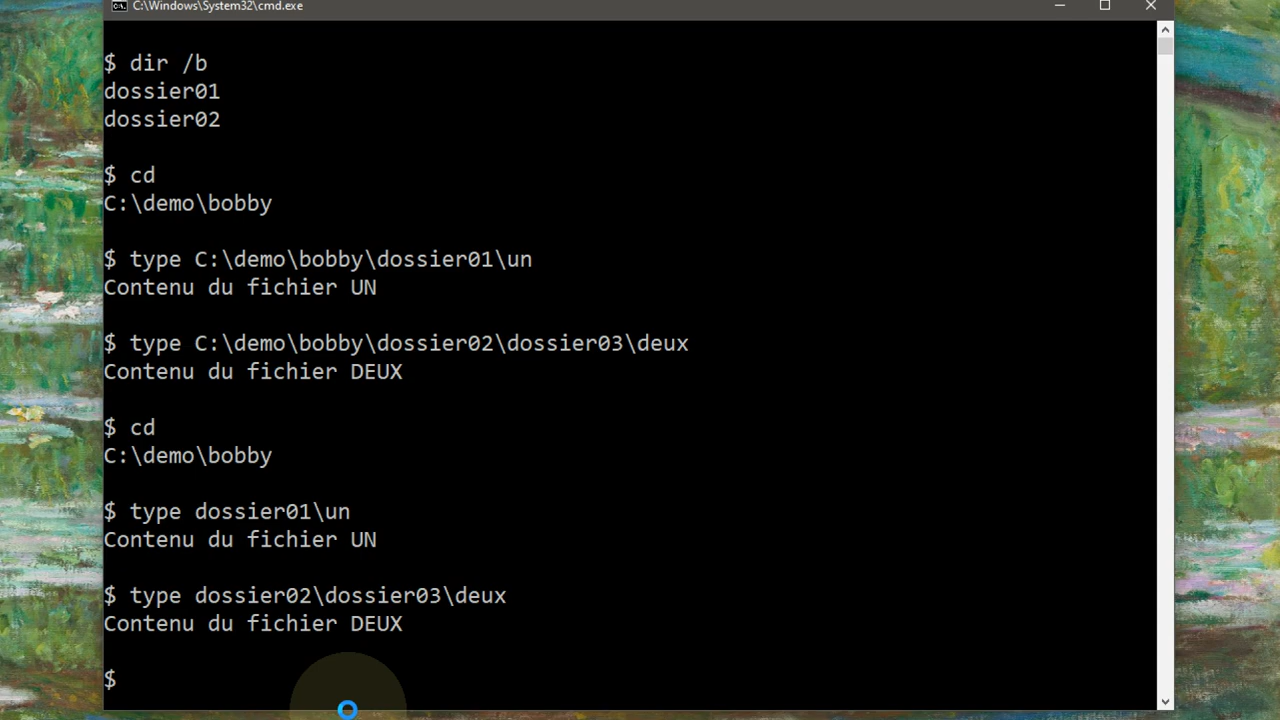 C:\Windows\System32\cmd.exe
$ dir /b
dossier01
dossier02
$ cd
C:\demo\bobby
$ type C:\demo\bobby\dossier01\un
Contenu du fichier UN
$ type C:\demo\bobby\dossier02\dossier03\deux
Contenu du fichier DEUX
$ cd
C:\demo\bobby
$ type dossier01\un
Contenu du fichier UN
$ type dossier02\dossier03\deux
Contenu du fichier DEUX
$